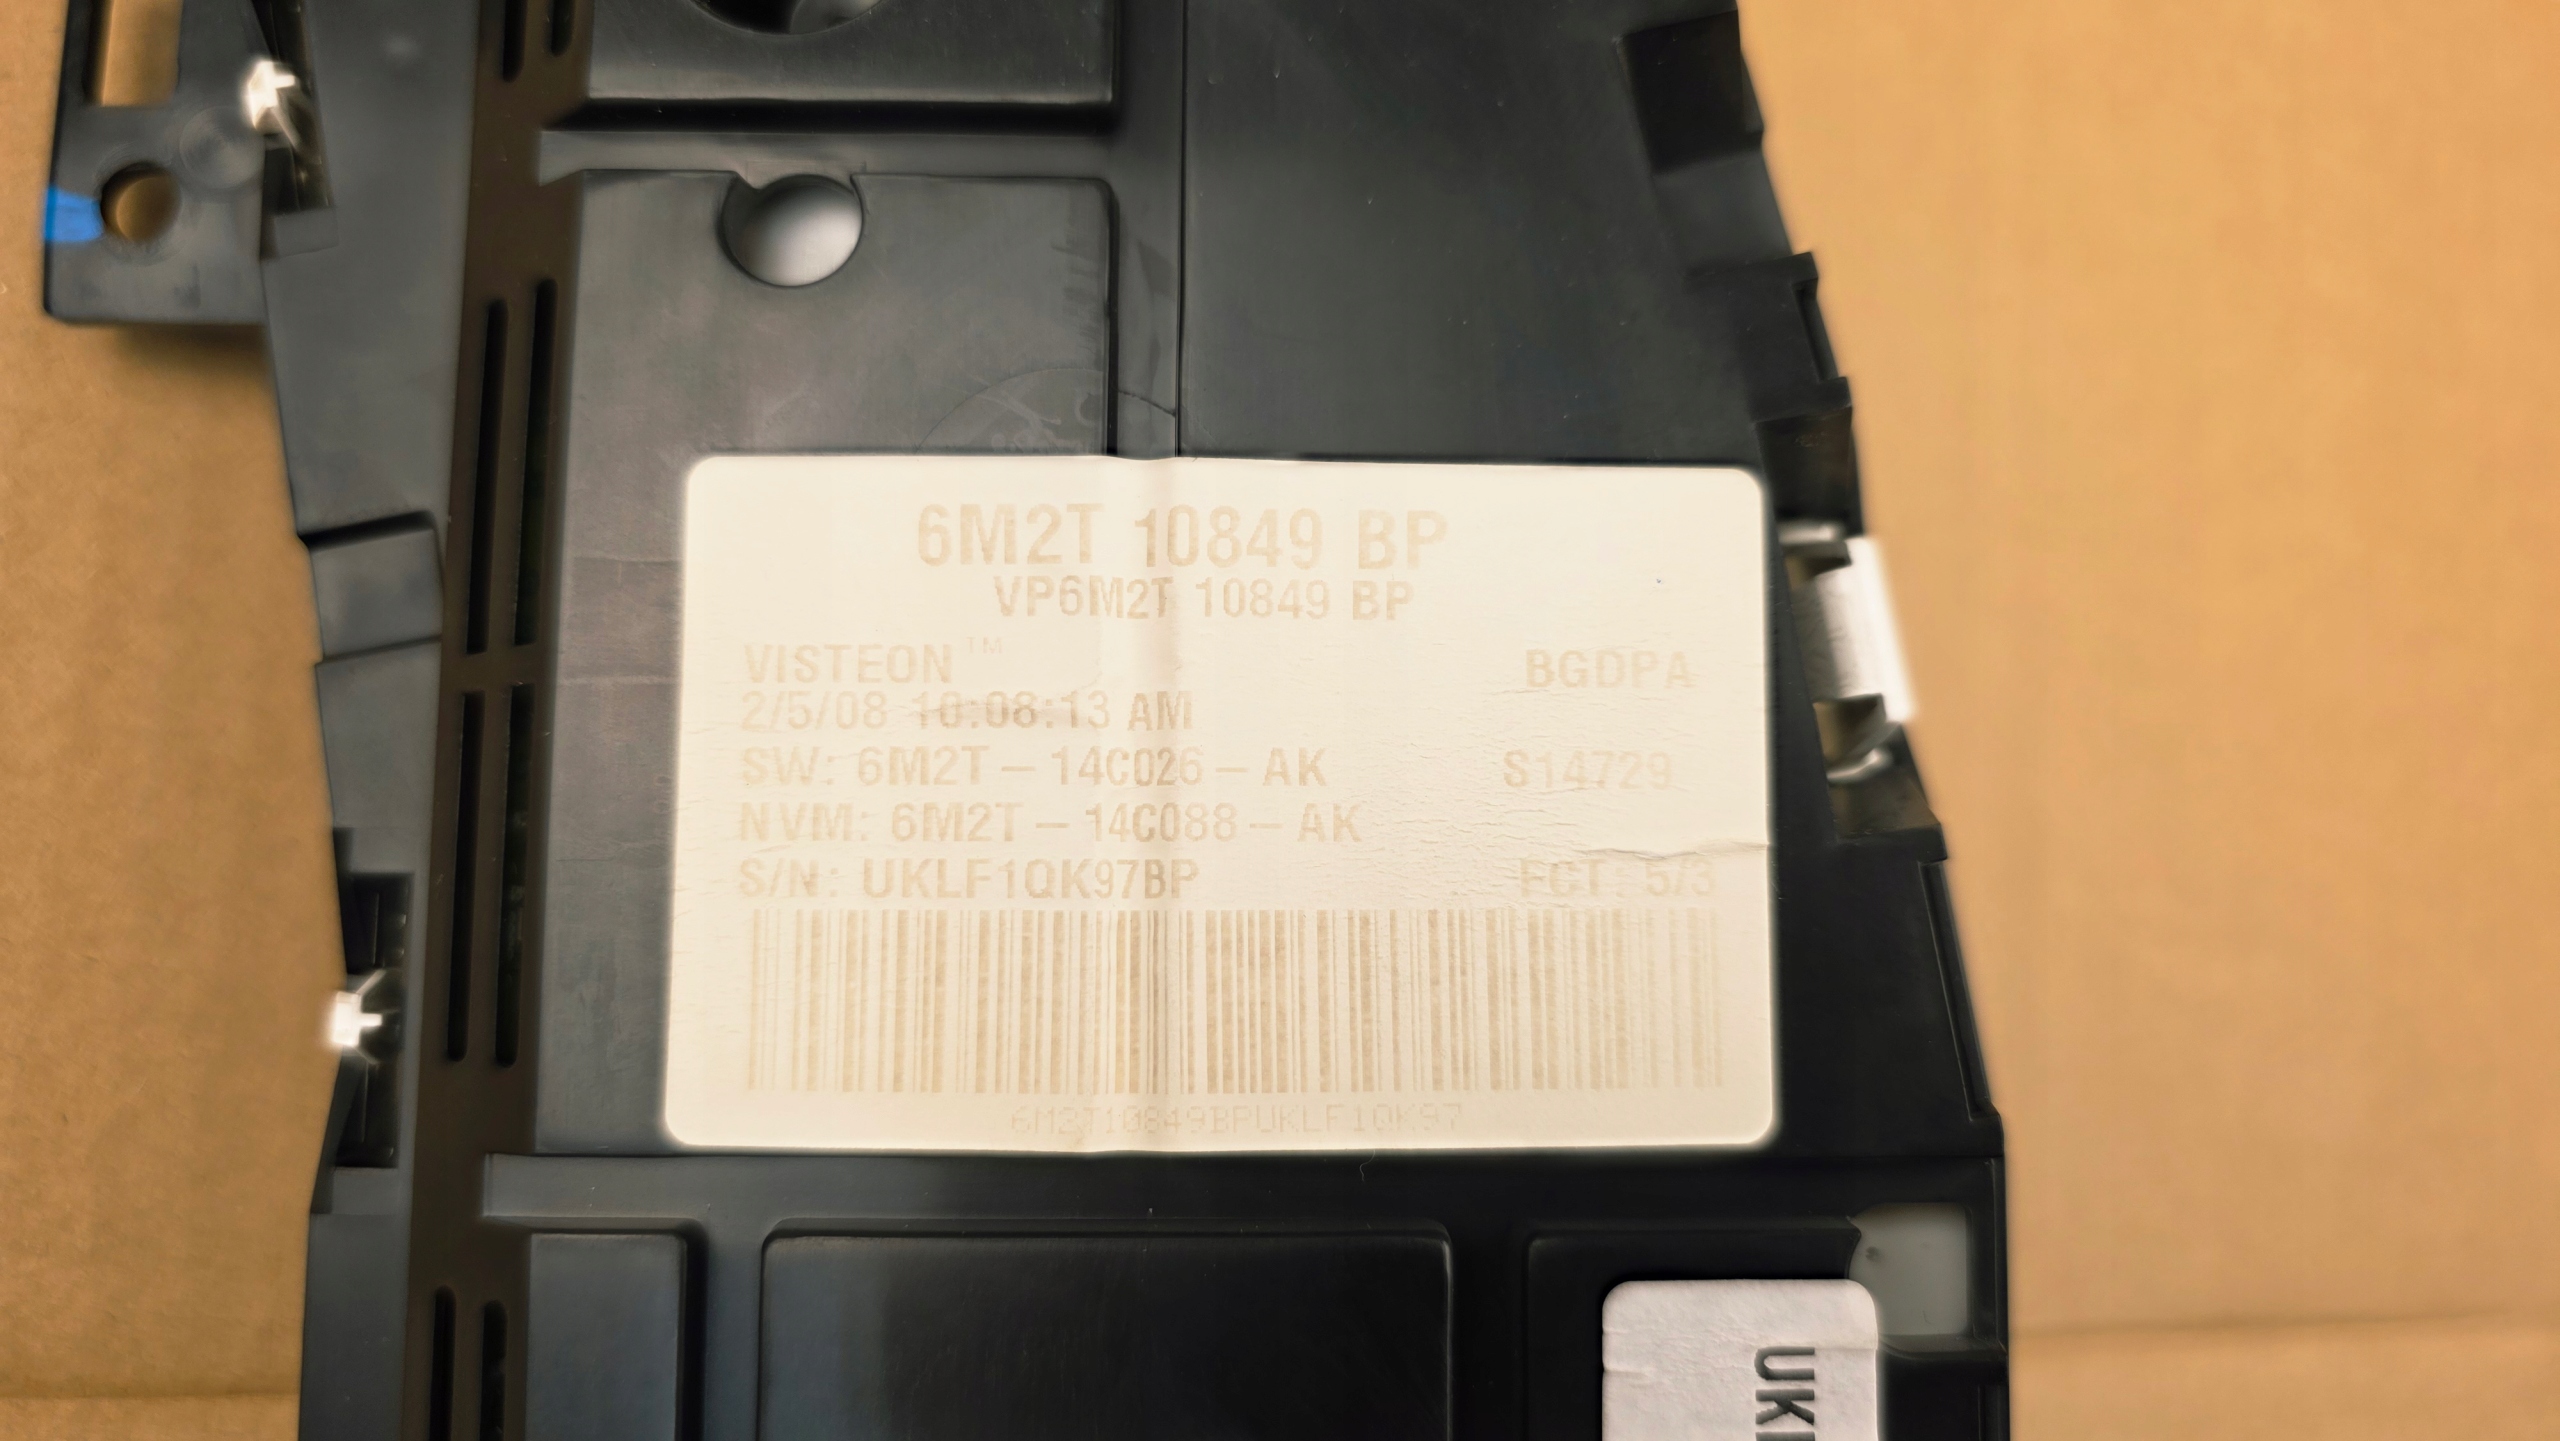 6M2T 10849 BP
VP6M2T 10849 BP
VISTEON™ BGDPA
2/5/08 10:08:13 AM
SW: 6M2T – 14C026 – AK S14729
NVM: 6M2T – 14C088 – AK
S/N: UKLF1QK97BP FCT: 5/3
6M2T10849BPUKLF1QK97